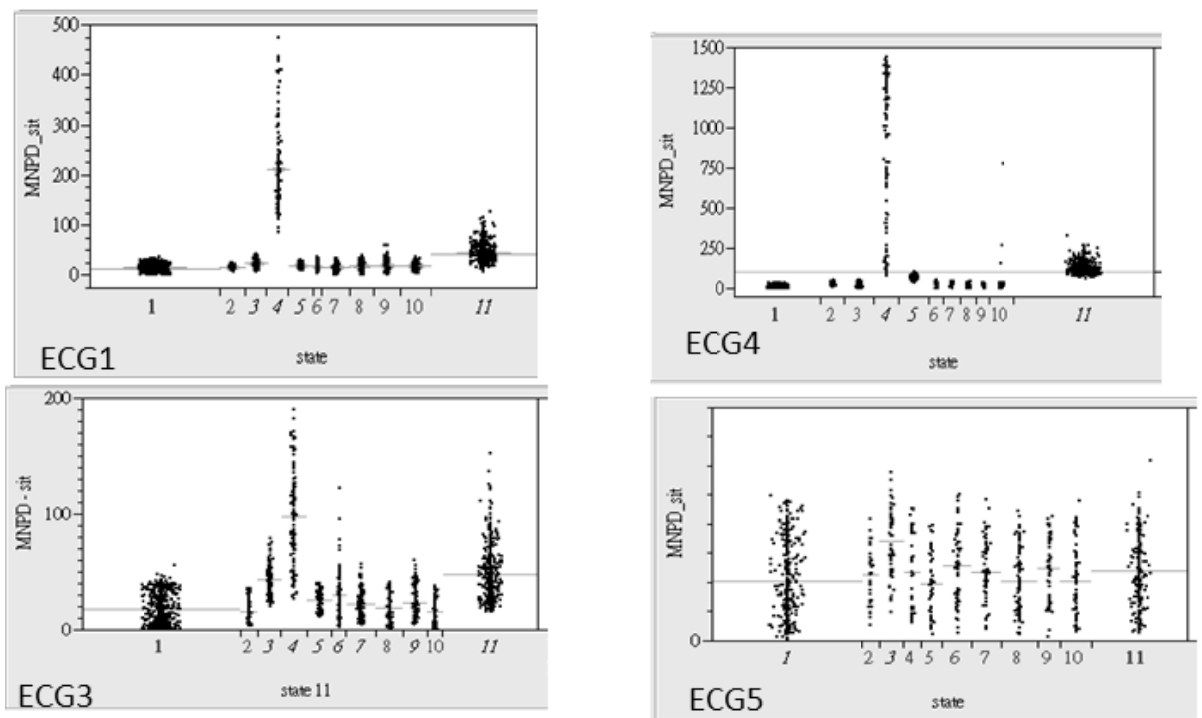 500
400
300
200
100
0
MNPD_sit
1 2 3 4 5 6 7 8 9 10 11
state
ECG1
1500
1250
1000
750
500
250
0
MNPD_sit
1 2 3 4 5 6 7 8 9 10 11
state
ECG4
200
100
0
MNPD - sit
1 2 3 4 5 6 7 8 9 10 11
state 11
ECG3
0
MNPD_sit
1 2 3 4 5 6 7 8 9 10 11
state
ECG5